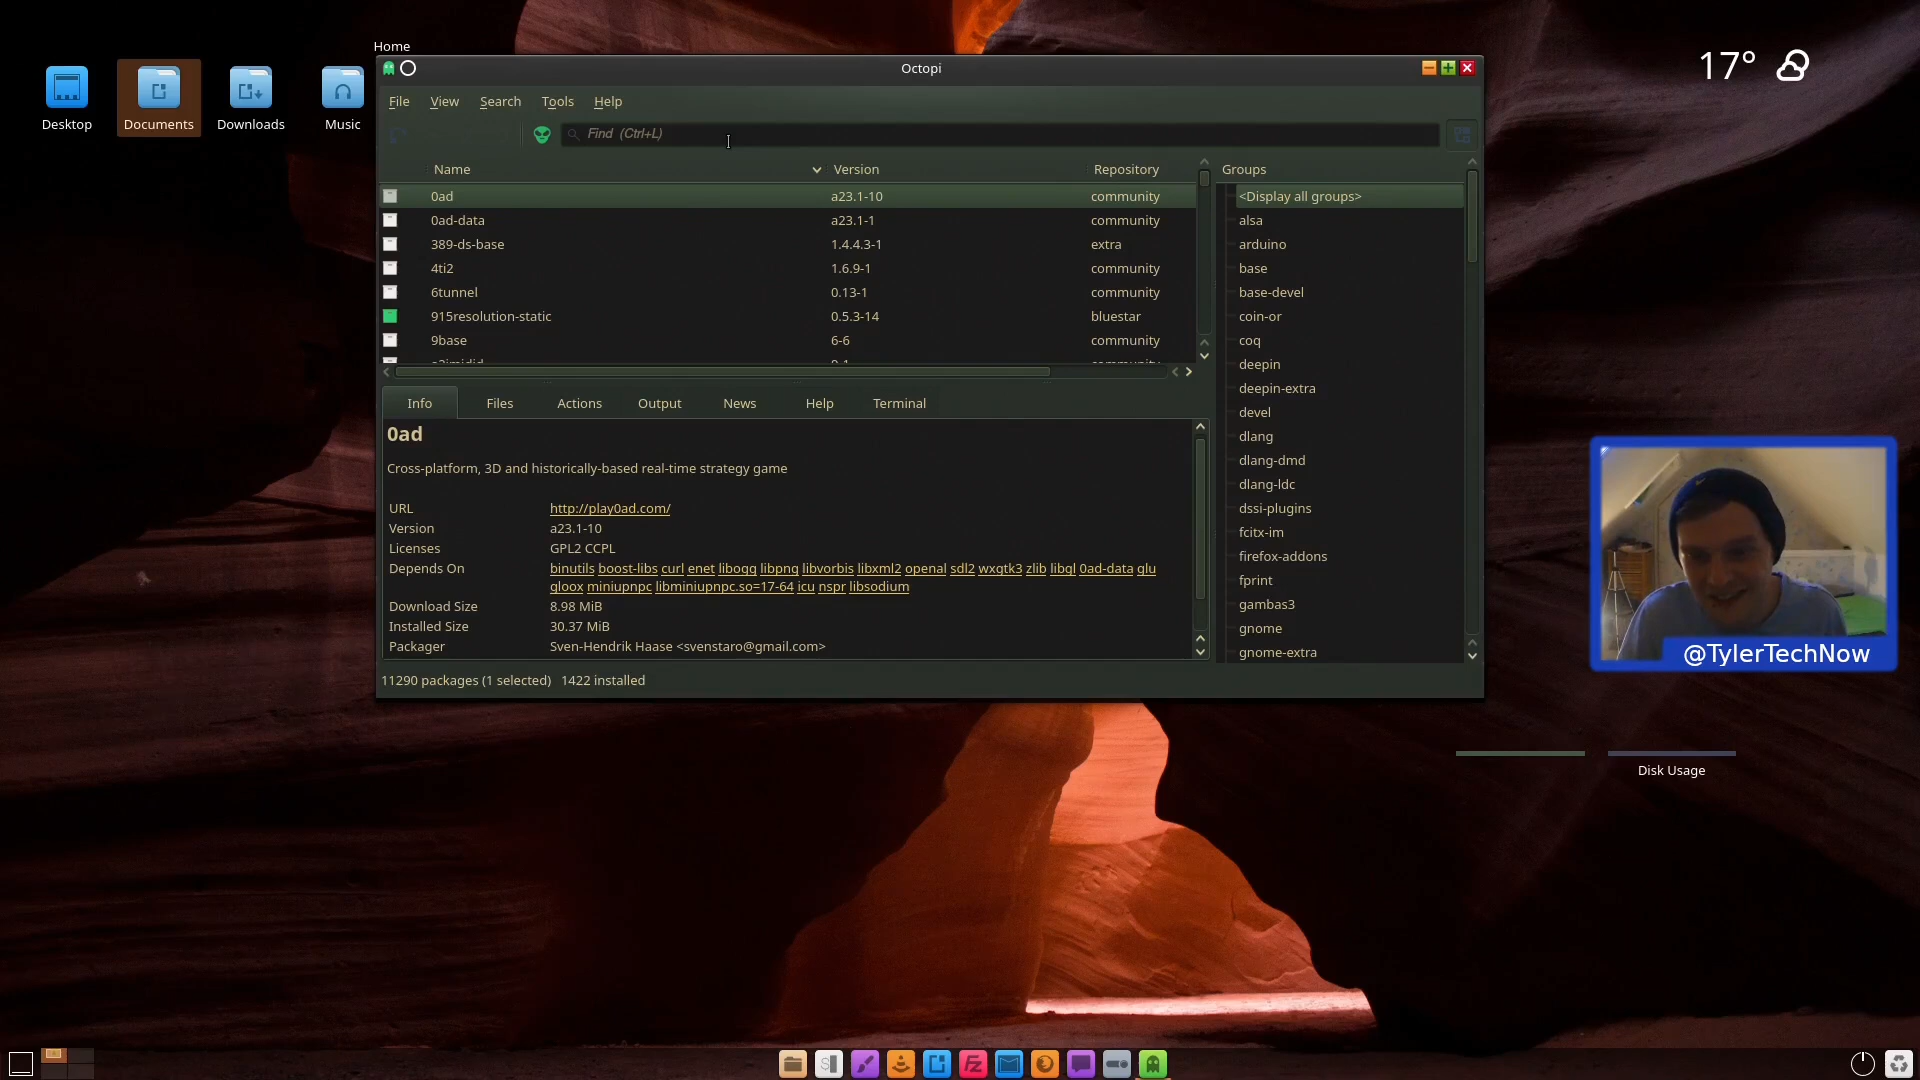 Home
17°
Desktop
Documents
Downloads
Music
Octopi
File View Search Tools Help
Find (Ctrl+L)
Name Version Repository
0ad a23.1-10 community
0ad-data a23.1-1 community
389-ds-base 1.4.4.3-1 extra
4ti2 1.6.9-1 community
6tunnel 0.13-1 community
915resolution-static 0.5.3-14 bluestar
9base 6-6 community
Groups
<Display all groups>
alsa
arduino
base
base-devel
coin-or
coq
deepin
deepin-extra
devel
dlang
dlang-dmd
dlang-ldc
dssi-plugins
fcitx-im
firefox-addons
fprint
gambas3
gnome
gnome-extra
Info Files Actions Output News Help Terminal
0ad
Cross-platform, 3D and historically-based real-time strategy game
URL http://play0ad.com/
Version a23.1-10
Licenses GPL2 CCPL
Depends On binutils boost-libs curl enet libogg libpng libvorbis libxml2 openal sdl2 wxgtk3 zlib libgl 0ad-data glu
gloox miniupnpc libminiupnpc.so=17-64 icu nspr libsodium
Download Size 8.98 MiB
Installed Size 30.37 MiB
Packager Sven-Hendrik Haase <svenstaro@gmail.com>
11290 packages (1 selected) 1422 installed
@TylerTechNow
Disk Usage
Fz